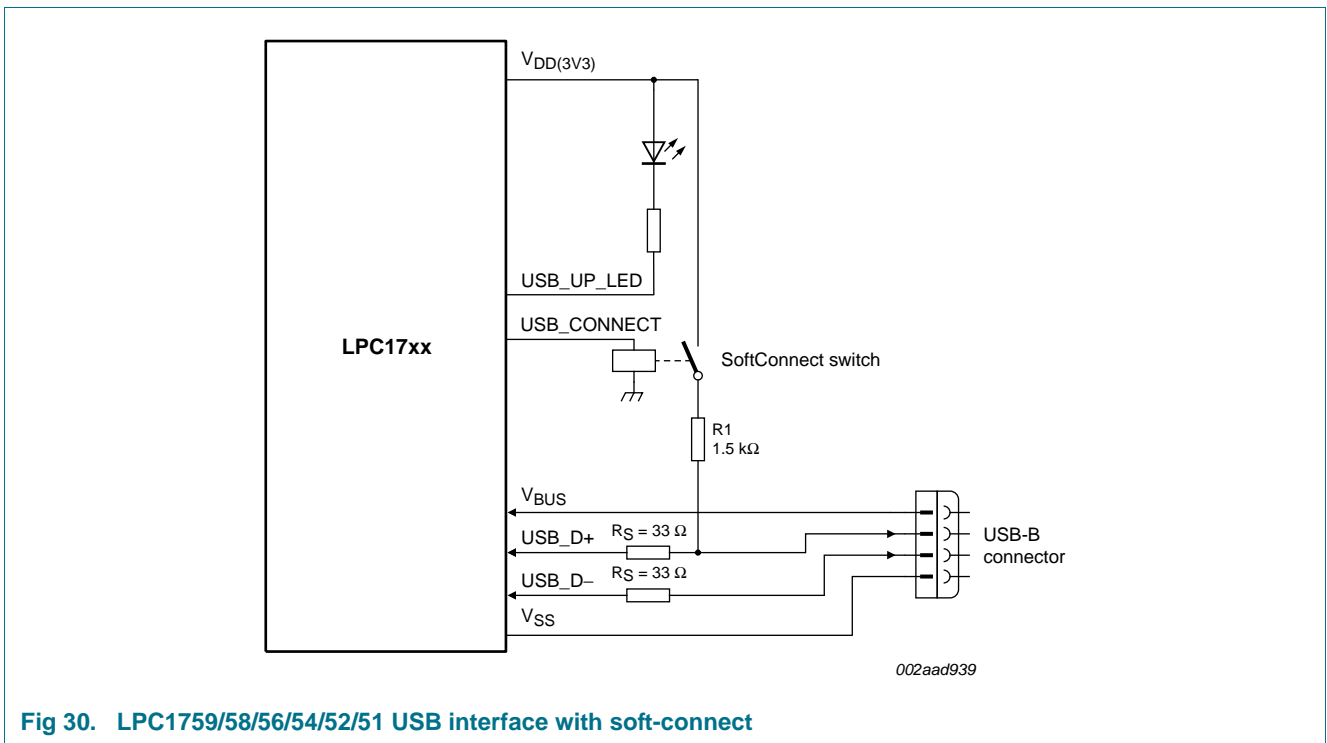 VDD(3V3)
USB_UP_LED
USB_CONNECT
LPC17xx
SoftConnect switch
R1
1.5 kΩ
VBUS
USB_D+
RS = 33 Ω
USB-B
connector
USB_D−
RS = 33 Ω
VSS
002aad939
Fig 30. LPC1759/58/56/54/52/51 USB interface with soft-connect